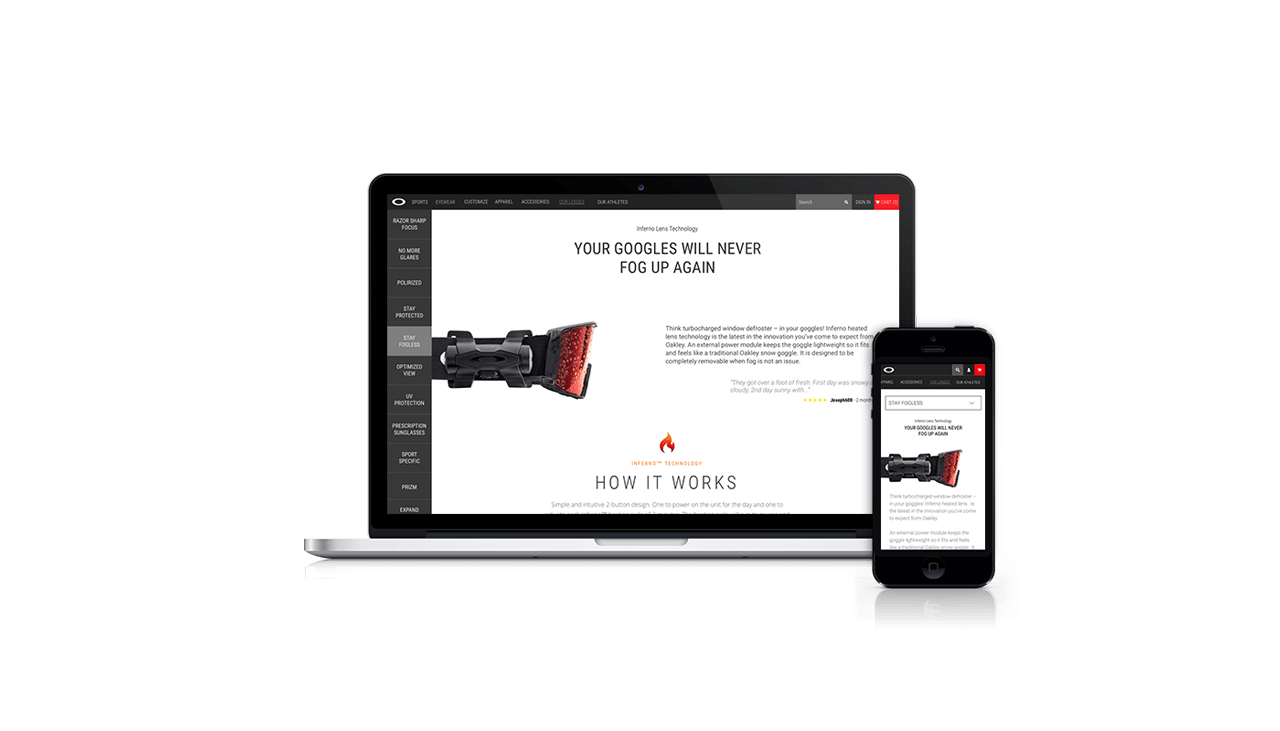 SPORTS EYEWEAR CUSTOMIZE APPAREL ACCESSORIES OUR LENSES OUR ATHLETES Search SIGN IN CART (0)
RAZOR SHARP
FOCUS
NO MORE
GLARES
POLIRIZED
STAY
PROTECTED
STAY
FOGLESS
OPTIMIZED
VIEW
UV
PROTECTION
PRESCRIPTION
SUNGLASSES
SPORT
SPECIFIC
PRIZM
EXPAND
Inferno Lens Technology
YOUR GOOGLES WILL NEVER
FOG UP AGAIN
Think turbocharged window defroster – in your goggles! Inferno heated
lens technology is the latest in the innovation you've come to expect from
Oakley. An external power module keeps the goggle lightweight so it fits
and feels like a traditional Oakley snow goggle. It is designed to be
completely removable when fog is not an issue.
"They got over a foot of fresh. First day was snowy
cloudy, 2nd day sunny with..."
Joseph608 - 2 month
INFERNO™ TECHNOLOGY
HOW IT WORKS
Simple and intuitive 2-button design. One to power on the unit for the day and one to
APPAREL ACCESSORIES OUR LENSES OUR ATHLETES
STAY FOGLESS
Inferno Lens Technology
YOUR GOOGLES WILL NEVER
FOG UP AGAIN
Think turbocharged window defroster –
in your goggles! Inferno heated lens is
the latest in the innovation you've come
to expect from Oakley.
An external power module keeps the
goggle lightweight so it fits and feels
like a traditional Oakley snow goggle. It